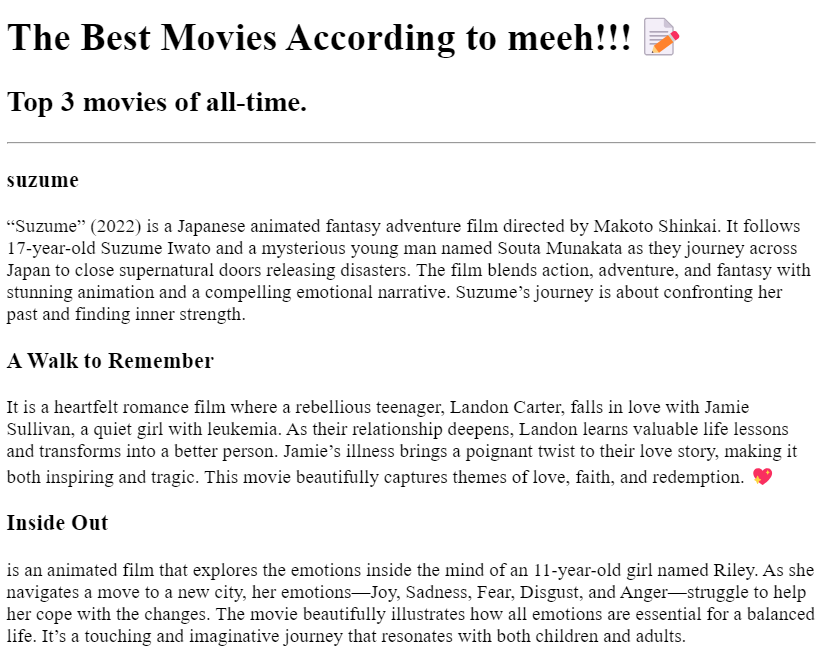 The Best Movies According to meeh!!! 📝
Top 3 movies of all-time.
suzume
“Suzume” (2022) is a Japanese animated fantasy adventure film directed by Makoto Shinkai. It follows
17-year-old Suzume Iwato and a mysterious young man named Souta Munakata as they journey across
Japan to close supernatural doors releasing disasters. The film blends action, adventure, and fantasy with
stunning animation and a compelling emotional narrative. Suzume’s journey is about confronting her
past and finding inner strength.
A Walk to Remember
It is a heartfelt romance film where a rebellious teenager, Landon Carter, falls in love with Jamie
Sullivan, a quiet girl with leukemia. As their relationship deepens, Landon learns valuable life lessons
and transforms into a better person. Jamie’s illness brings a poignant twist to their love story, making it
both inspiring and tragic. This movie beautifully captures themes of love, faith, and redemption. 💖
Inside Out
is an animated film that explores the emotions inside the mind of an 11-year-old girl named Riley. As she
navigates a move to a new city, her emotions—Joy, Sadness, Fear, Disgust, and Anger—struggle to help
her cope with the changes. The movie beautifully illustrates how all emotions are essential for a balanced
life. It’s a touching and imaginative journey that resonates with both children and adults.